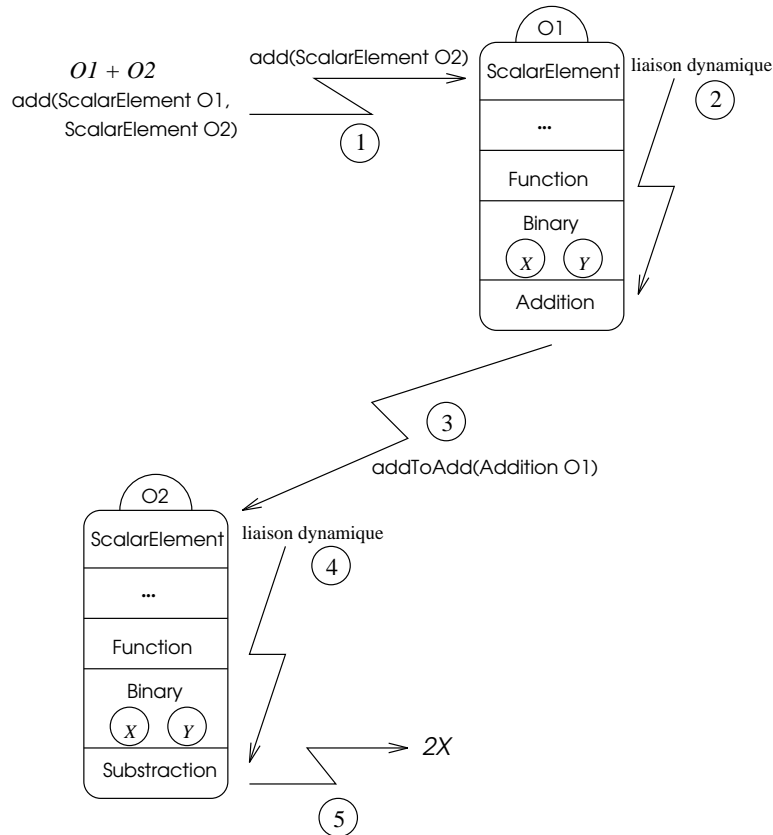 O1
O1 + O2
add(ScalarElement O2)
ScalarElement
liaison dynamique
add(ScalarElement O1,
ScalarElement O2)
1
2
...
Function
Binary
X Y
Addition
3
addToAdd(Addition O1)
O2
ScalarElement
liaison dynamique
4
...
Function
Binary
X Y
Substraction
2X
5